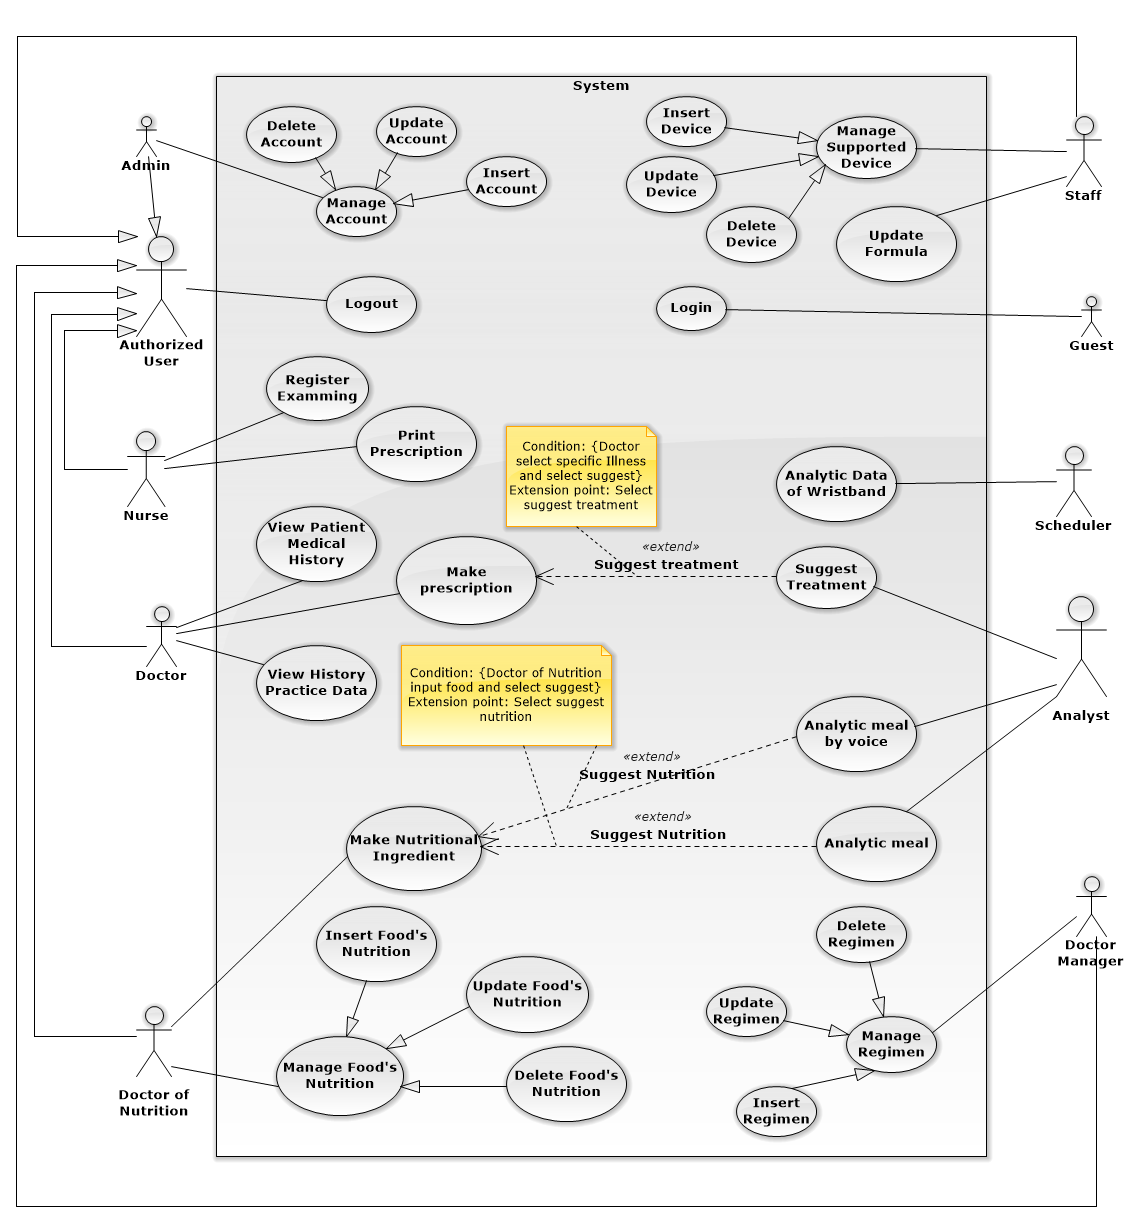 System
Delete
Account
Update
Account
Insert
Account
Manage
Account
Insert
Device
Update
Device
Delete
Device
Manage
Supported
Device
Update
Formula
Admin
Staff
Authorized
User
Logout
Login
Guest
Register
Examming
Print
Prescription
Nurse
Condition: {Doctor
select specific Illness
and select suggest}
Extension point: Select
suggest treatment
Analytic Data
of Wristband
Scheduler
View Patient
Medical
History
Make
prescription
«extend»
Suggest treatment
Suggest
Treatment
Doctor
View History
Practice Data
Condition: {Doctor of Nutrition
input food and select suggest}
Extension point: Select suggest
nutrition
Analyst
Analytic meal
by voice
«extend»
Suggest Nutrition
«extend»
Suggest Nutrition
Make Nutritional
Ingredient
Analytic meal
Insert Food's
Nutrition
Update Food's
Nutrition
Manage Food's
Nutrition
Delete Food's
Nutrition
Doctor of
Nutrition
Delete
Regimen
Update
Regimen
Manage
Regimen
Insert
Regimen
Doctor
Manager